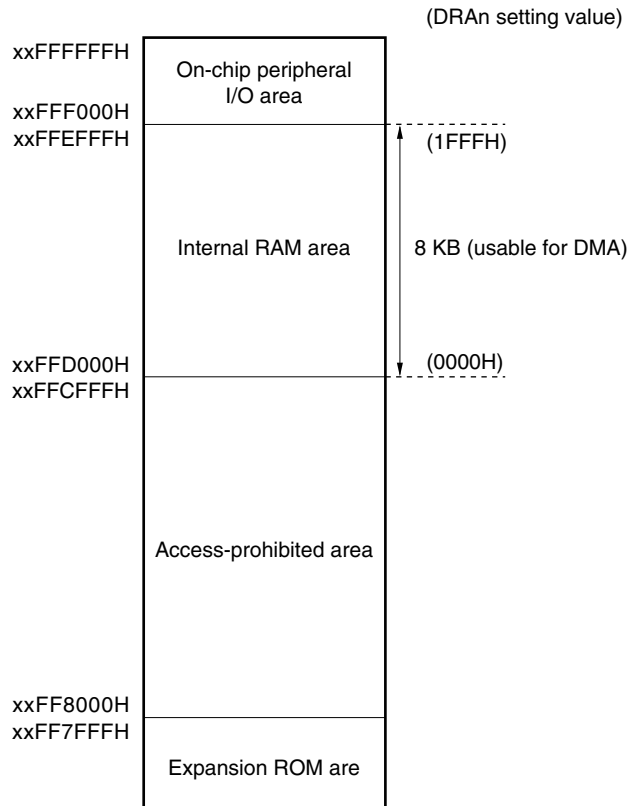 (DRAn setting value)
xxFFFFFFH
On-chip peripheral
I/O area
xxFFF000H
xxFFEFFFH
(1FFFH)
Internal RAM area
8 KB (usable for DMA)
xxFFD000H
(0000H)
xxFFCFFFH
Access-prohibited area
xxFF8000H
xxFF7FFFH
Expansion ROM are